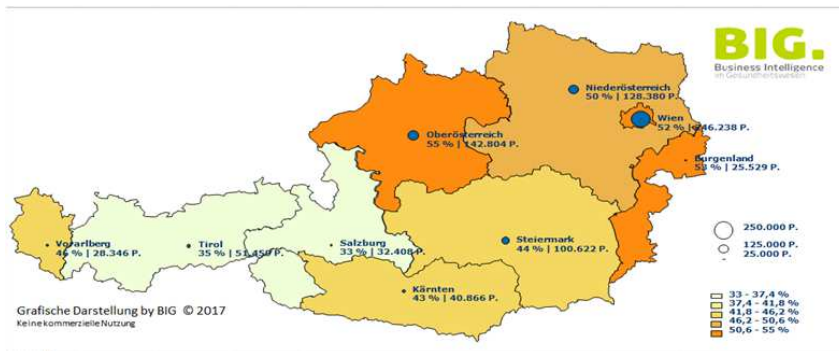 BIG.
Business Intelligence
im Gesundheitswesen
Niederösterreich
50 % | 128.380 P.
Wien
52 % | 246.238 P.
Oberösterreich
55 % | 142.804 P.
Burgenland
53 % | 25.529 P.
Vorarlberg
46 % | 28.346 P.
Tirol
35 % | 51.450 P.
Salzburg
33 % | 32.408 P.
Steiermark
44 % | 100.622 P.
Kärnten
43 % | 40.866 P.
250.000 P.
125.000 P.
25.000 P.
33 - 37,4 %
37,4 - 41,8 %
41,8 - 46,2 %
46,2 - 50,6 %
50,6 - 55 %
Grafische Darstellung by BIG © 2017
Keine kommerzielle Nutzung